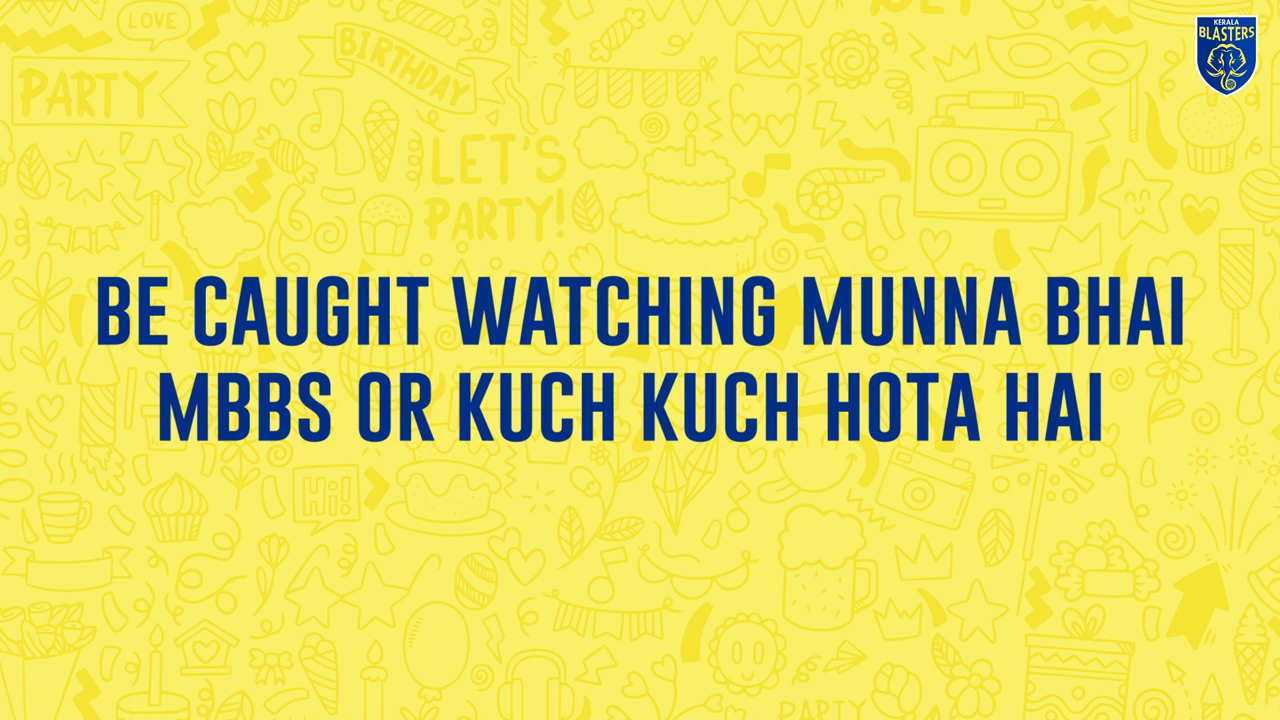 LOVE
PARTY
BIRTHDAY
LET'S
PARTY!
KERALA
BLASTERS
BE CAUGHT WATCHING MUNNA BHAI
MBBS OR KUCH KUCH HOTA HAI
Hi!
PARTY